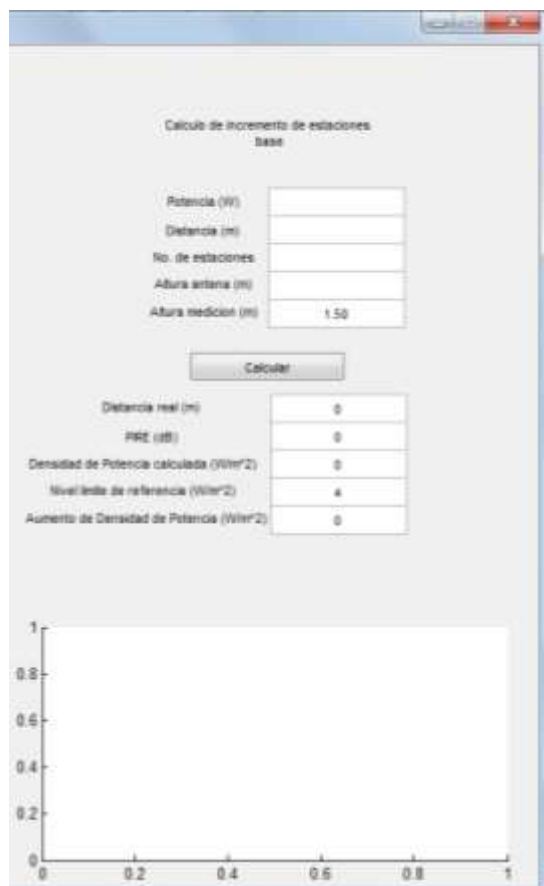 Calculo de incremento de estaciones
base
Potencia (W)
Distancia (m)
No. de estaciones
Altura antena (m)
Altura medicion (m) 1.50
Calcular
Distancia real (m) 0
PIRE (dB) 0
Densidad de Potencia calculada (W/m^2) 0
Nivel limite de referencia (W/m^2) 4
Aumento de Densidad de Potencia (W/m^2) 0
1
0.8
0.6
0.4
0.2
0
0 0.2 0.4 0.6 0.8 1